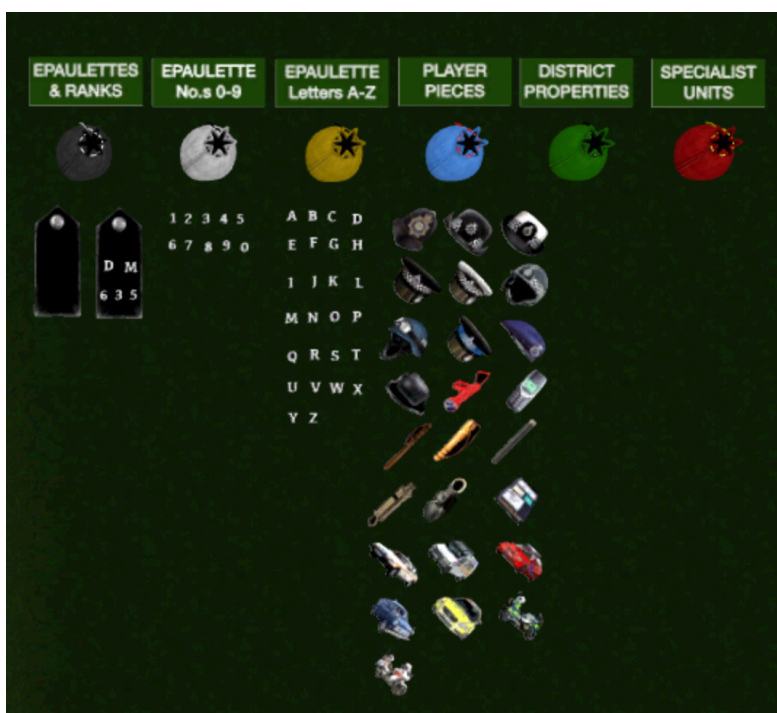 EPAULETTES
& RANKS
EPAULETTE
No.s 0-9
EPAULETTE
Letters A-Z
PLAYER
PIECES
DISTRICT
PROPERTIES
SPECIALIST
UNITS
D M
6 3 5
1 2 3 4 5
6 7 8 9 0
A B C D
E F G H
I J K L
M N O P
Q R S T
U V W X
Y Z